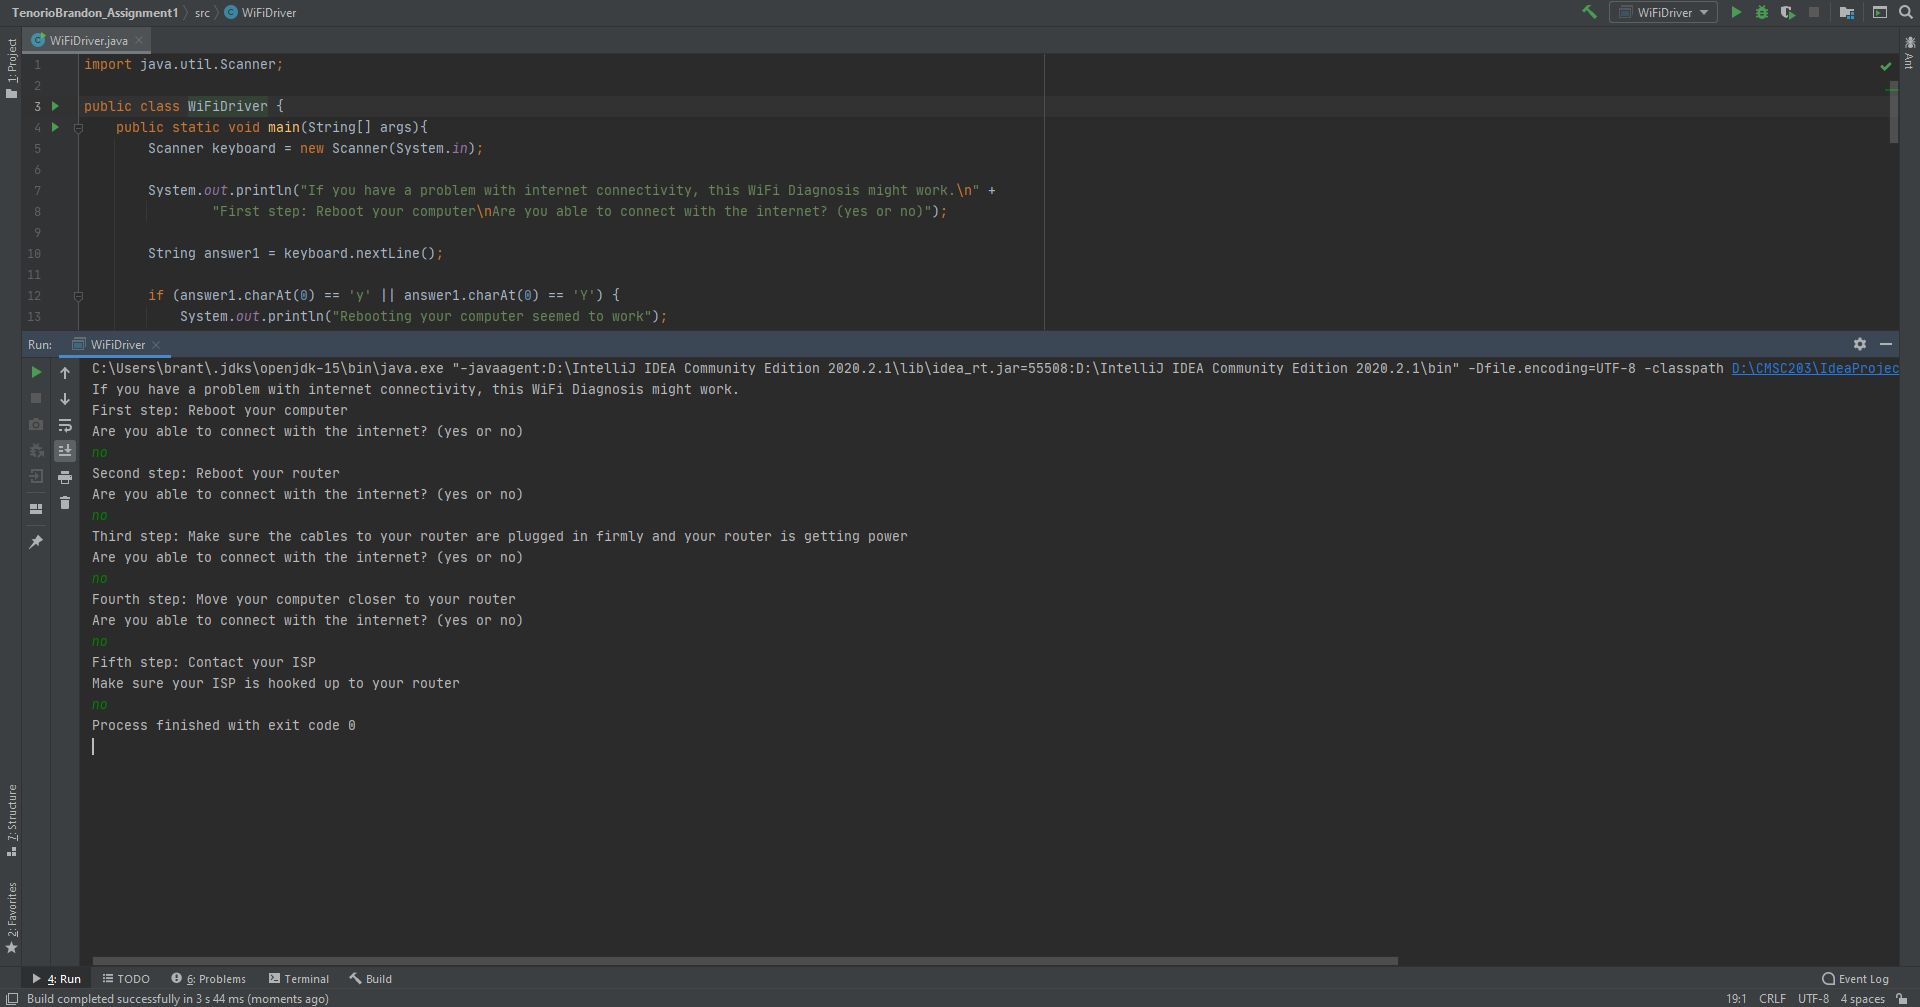 TenorioBrandon_Assignment1 src WiFiDriver
WiFiDriver
WiFiDriver.java
1: Project
Ant
1 import java.util.Scanner;
2
3 public class WiFiDriver {
4 public static void main(String[] args){
5 Scanner keyboard = new Scanner(System.in);
6
7 System.out.println("If you have a problem with internet connectivity, this WiFi Diagnosis might work.\n" +
8 "First step: Reboot your computer\nAre you able to connect with the internet? (yes or no)");
9
10 String answer1 = keyboard.nextLine();
11
12 if (answer1.charAt(0) == 'y' || answer1.charAt(0) == 'Y') {
13 System.out.println("Rebooting your computer seemed to work");
Run: WiFiDriver
C:\Users\brant\.jdks\openjdk-15\bin\java.exe "-javaagent:D:\IntelliJ IDEA Community Edition 2020.2.1\lib\idea_rt.jar=55508:D:\IntelliJ IDEA Community Edition 2020.2.1\bin" -Dfile.encoding=UTF-8 -classpath D:\CMSC203\IdeaProjec
If you have a problem with internet connectivity, this WiFi Diagnosis might work.
First step: Reboot your computer
Are you able to connect with the internet? (yes or no)
no
Second step: Reboot your router
Are you able to connect with the internet? (yes or no)
no
Third step: Make sure the cables to your router are plugged in firmly and your router is getting power
Are you able to connect with the internet? (yes or no)
no
Fourth step: Move your computer closer to your router
Are you able to connect with the internet? (yes or no)
no
Fifth step: Contact your ISP
Make sure your ISP is hooked up to your router
no
Process finished with exit code 0
7: Structure
2: Favorites
4: Run TODO 6: Problems Terminal Build Event Log
Build completed successfully in 3 s 44 ms (moments ago) 19:1 CRLF UTF-8 4 spaces